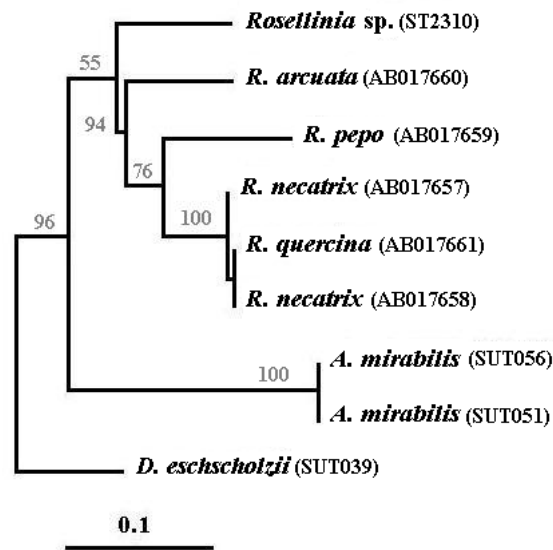 Rosellinia sp. (ST2310)
55
R. arcuata (AB017660)
94
R. pepo (AB017659)
76
R. necatrix (AB017657)
100
96
R. quercina (AB017661)
R. necatrix (AB017658)
A. mirabilis (SUT056)
100
A. mirabilis (SUT051)
D. eschscholzii (SUT039)
0.1